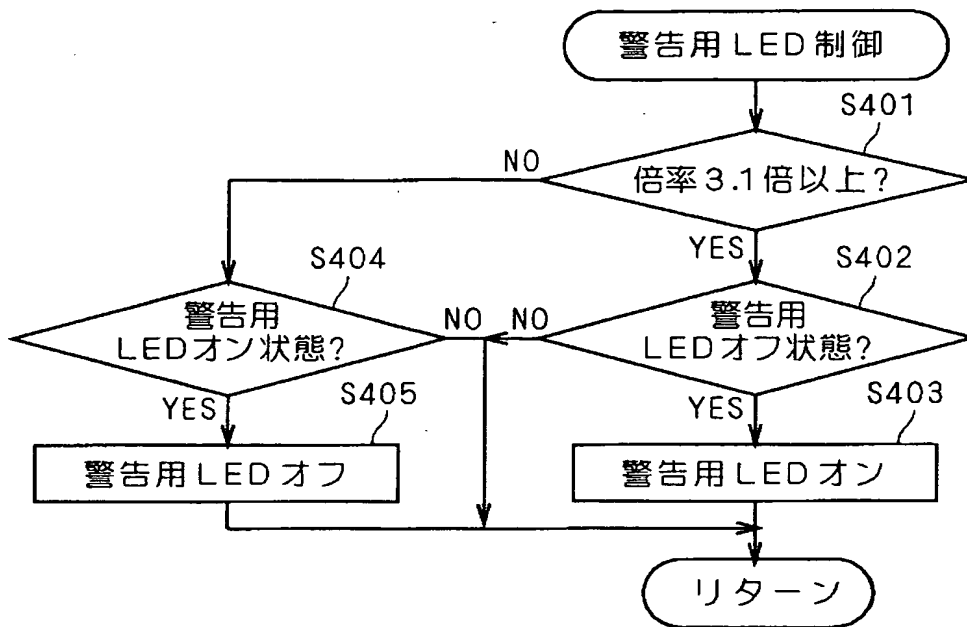 警告用LED制御
S401
倍率3.1倍以上?
NO
YES
S404
S402
警告用
LEDオン状態?
NO
NO
警告用
LEDオフ状態?
YES
S405
YES
S403
警告用LEDオフ
警告用LEDオン
リターン